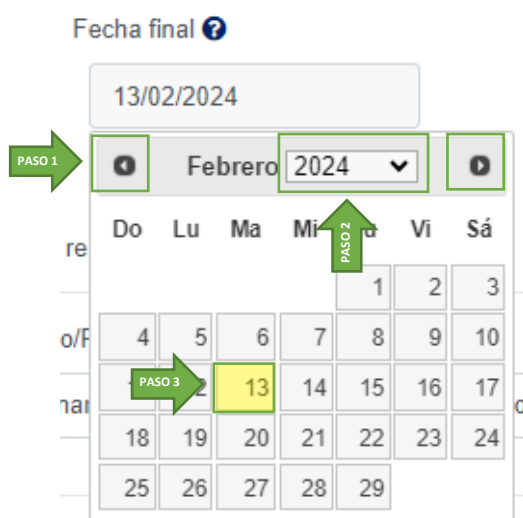 Fecha final ?
13/02/2024
PASO 1
Febrero 2024
PASO 2
Do Lu Ma Mi Vi Sá
re
1 2 3
o/F
4 5 6 7 8 9 10
PASO 3
13 14 15 16 17
nar
18 19 20 21 22 23 24
25 26 27 28 29